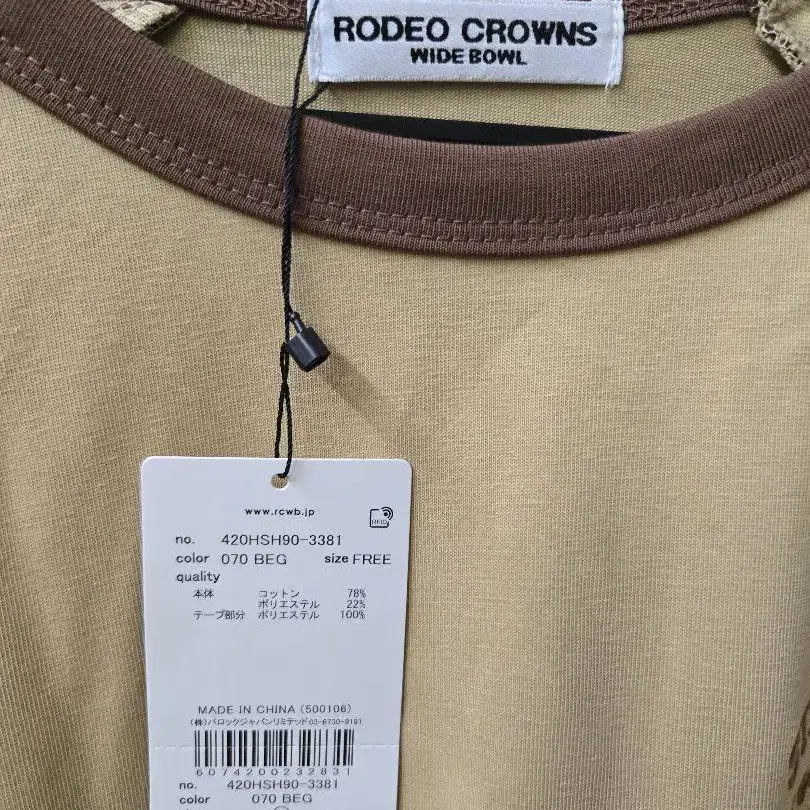 RODEO CROWNS
WIDE BOWL
www.rcwb.jp
RFID
no. 420HSH90-3381
color 070 BEG size FREE
quality
本体 コットン 78%
ポリエステル 22%
テープ部分 ポリエステル 100%
MADE IN CHINA (500106)
(株)バロックジャパンリミテッド03-6730-9191
6074200232831
no. 420HSH90-3381
color 070 BEG